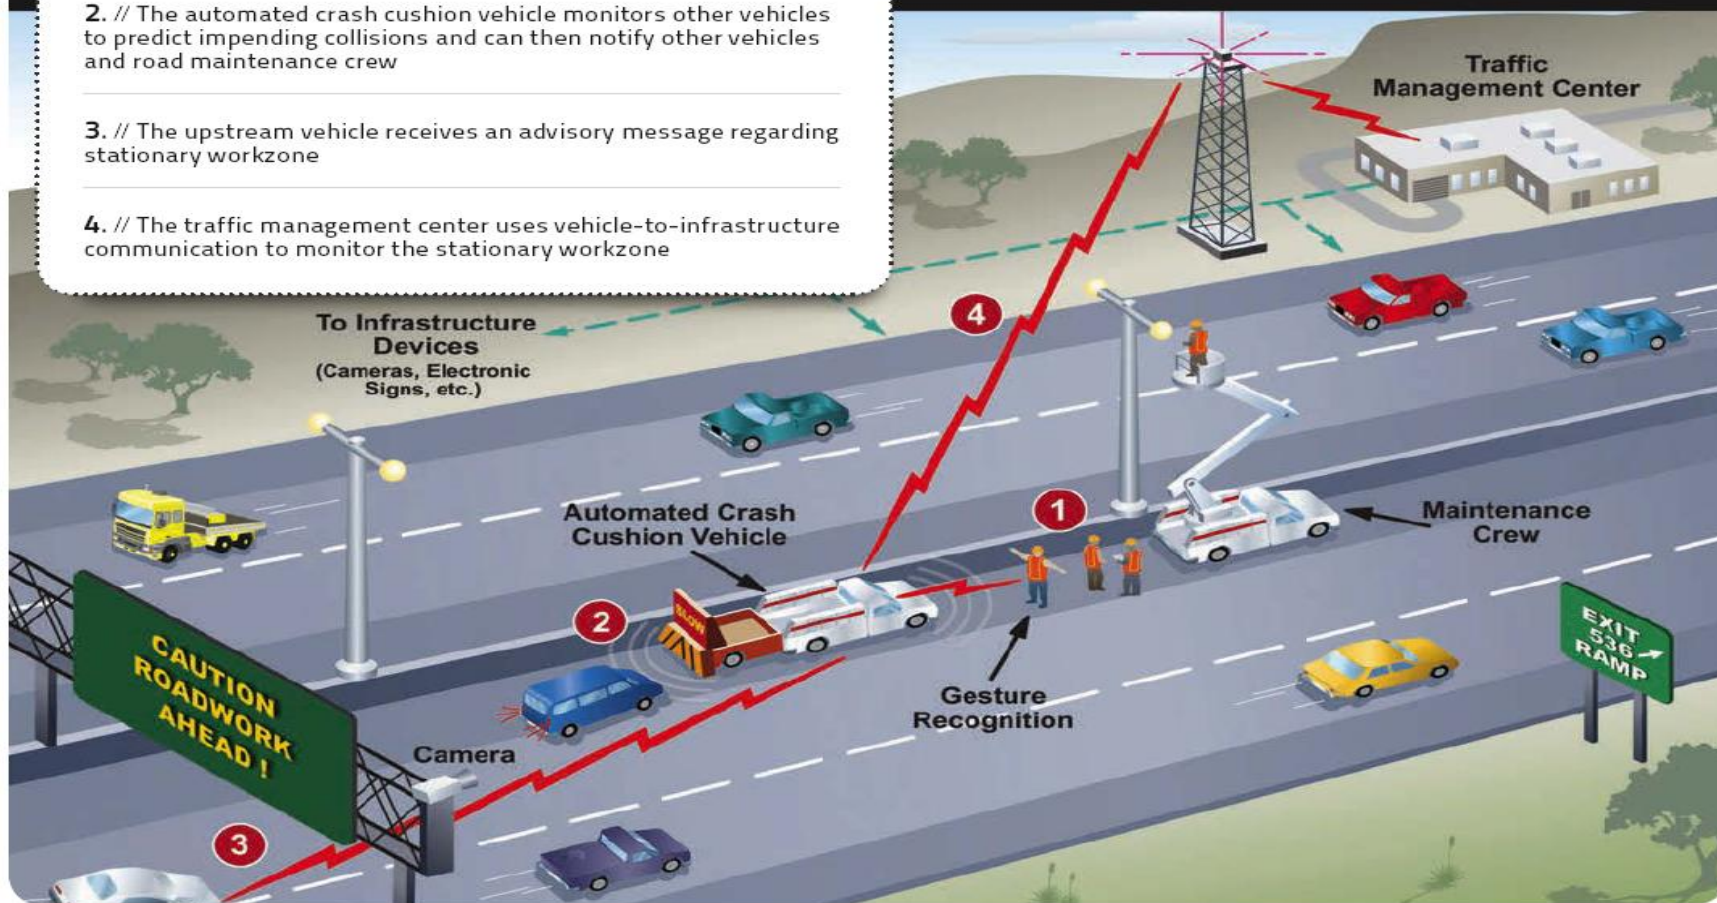 2. // The automated crash cushion vehicle monitors other vehicles
to predict impending collisions and can then notify other vehicles
and road maintenance crew
3. // The upstream vehicle receives an advisory message regarding
stationary workzone
4. // The traffic management center uses vehicle-to-infrastructure
communication to monitor the stationary workzone
Traffic
Management Center
To Infrastructure
Devices
(Cameras, Electronic
Signs, etc.)
4
Automated Crash
Cushion Vehicle
1
Maintenance
Crew
2
SLOW
Gesture
Recognition
EXIT
536
RAMP
CAUTION
ROADWORK
AHEAD !
Camera
3